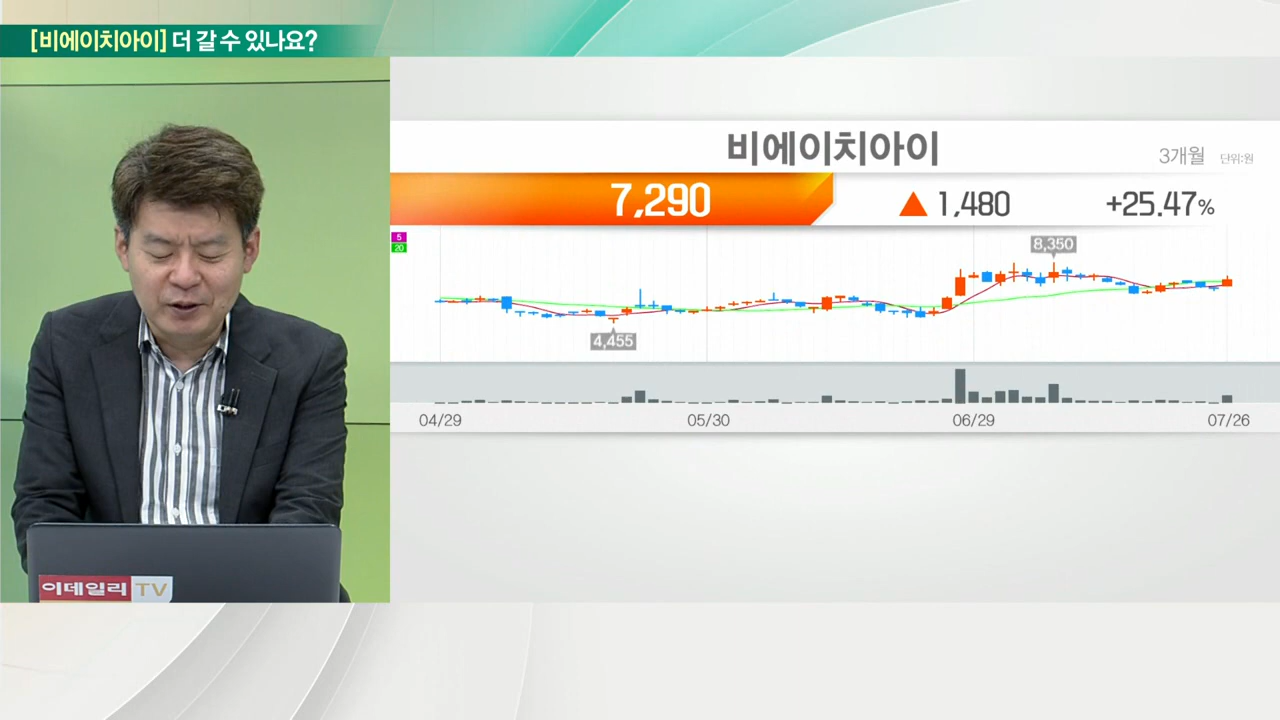 [비에이치아이] 더 갈 수 있나요?
비에이치아이
3개월 단위:원
7,290 ▲ 1,480 +25.47%
5
20
8,350
4,455
04/29 05/30 06/29 07/26
이데일리 TV